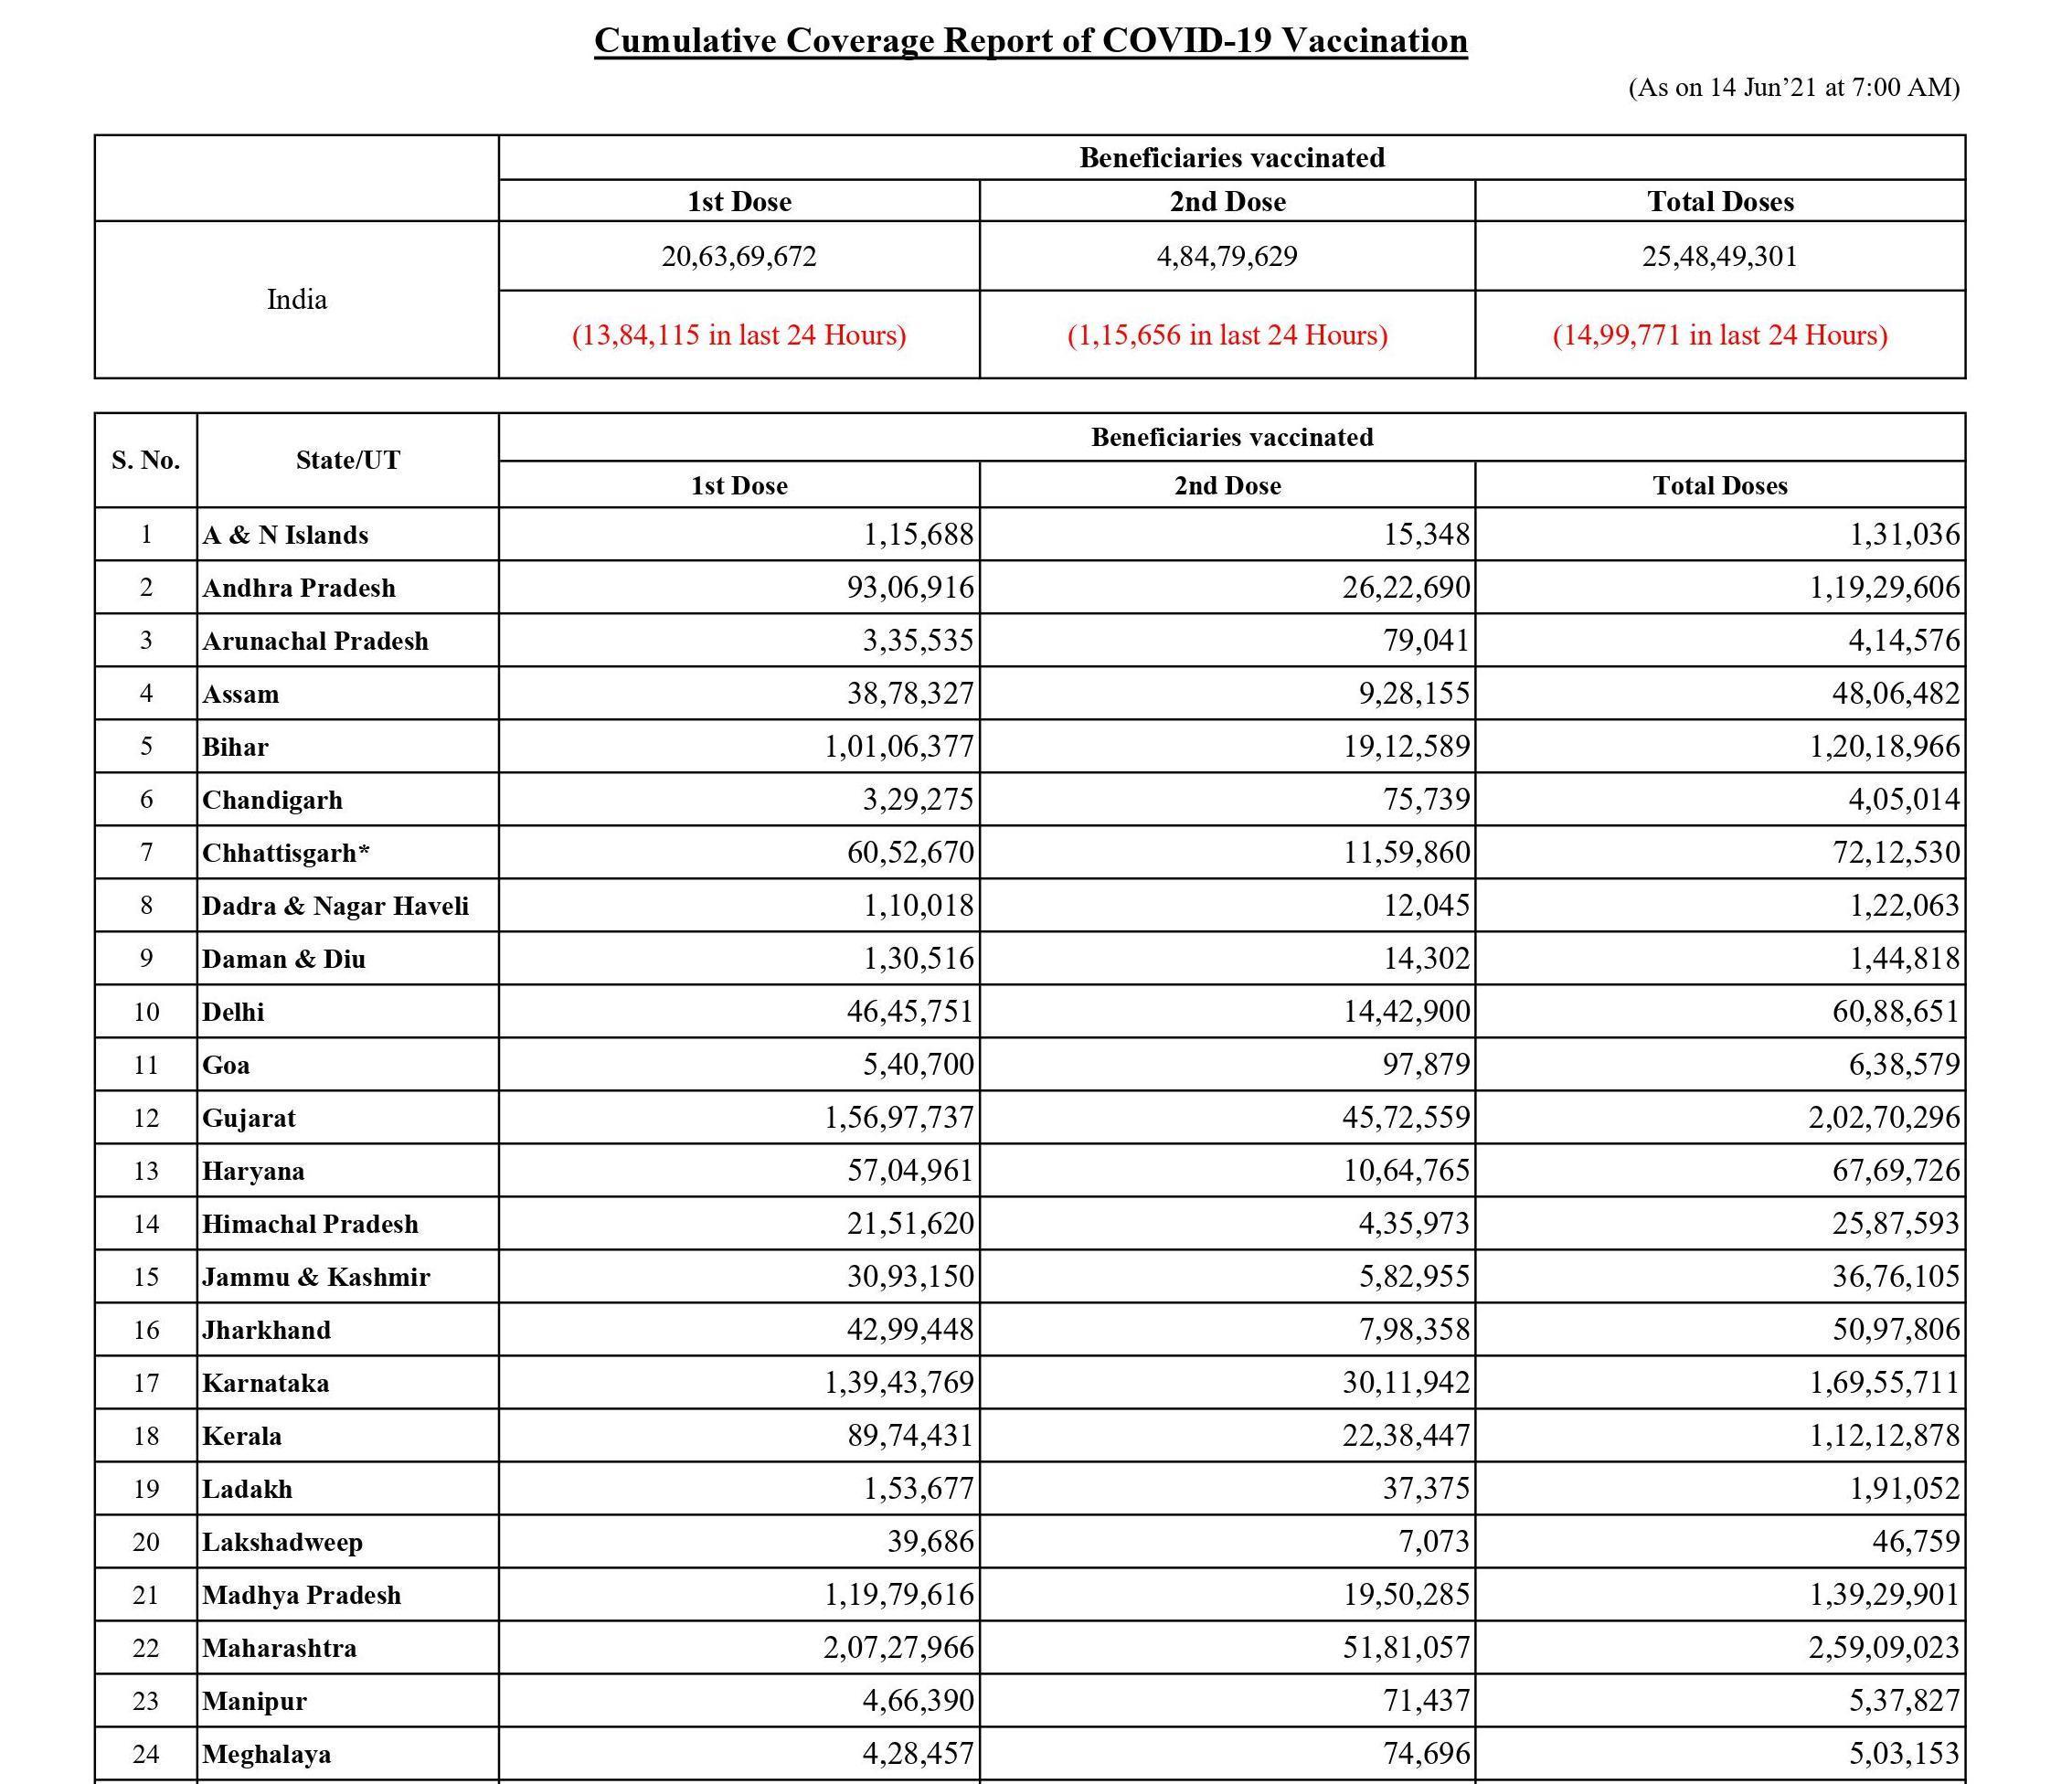 Cumulative Coverage Report of COVID-19 Vaccination
(As on 14 Jun’21 at 7:00 AM)
Beneficiaries vaccinated
1st Dose 2nd Dose Total Doses
India 20,63,69,672 4,84,79,629 25,48,49,301
(13,84,115 in last 24 Hours) (1,15,656 in last 24 Hours) (14,99,771 in last 24 Hours)
S. No. State/UT Beneficiaries vaccinated
1st Dose 2nd Dose Total Doses
1 A & N Islands 1,15,688 15,348 1,31,036
2 Andhra Pradesh 93,06,916 26,22,690 1,19,29,606
3 Arunachal Pradesh 3,35,535 79,041 4,14,576
4 Assam 38,78,327 9,28,155 48,06,482
5 Bihar 1,01,06,377 19,12,589 1,20,18,966
6 Chandigarh 3,29,275 75,739 4,05,014
7 Chhattisgarh* 60,52,670 11,59,860 72,12,530
8 Dadra & Nagar Haveli 1,10,018 12,045 1,22,063
9 Daman & Diu 1,30,516 14,302 1,44,818
10 Delhi 46,45,751 14,42,900 60,88,651
11 Goa 5,40,700 97,879 6,38,579
12 Gujarat 1,56,97,737 45,72,559 2,02,70,296
13 Haryana 57,04,961 10,64,765 67,69,726
14 Himachal Pradesh 21,51,620 4,35,973 25,87,593
15 Jammu & Kashmir 30,93,150 5,82,955 36,76,105
16 Jharkhand 42,99,448 7,98,358 50,97,806
17 Karnataka 1,39,43,769 30,11,942 1,69,55,711
18 Kerala 89,74,431 22,38,447 1,12,12,878
19 Ladakh 1,53,677 37,375 1,91,052
20 Lakshadweep 39,686 7,073 46,759
21 Madhya Pradesh 1,19,79,616 19,50,285 1,39,29,901
22 Maharashtra 2,07,27,966 51,81,057 2,59,09,023
23 Manipur 4,66,390 71,437 5,37,827
24 Meghalaya 4,28,457 74,696 5,03,153